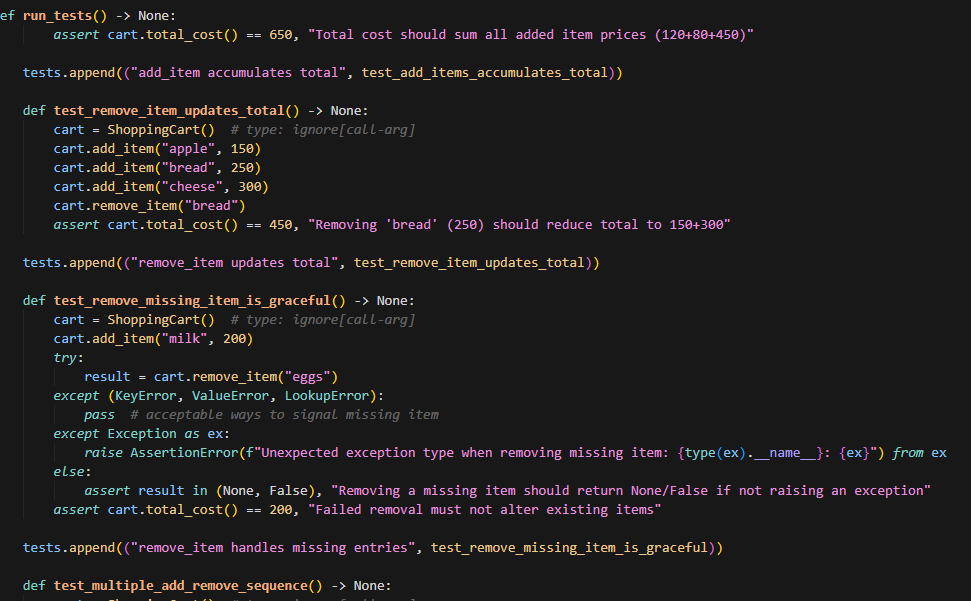 ef run_tests() -> None:
        assert cart.total_cost() == 650, "Total cost should sum all added item prices (120+80+450)"
    tests.append(("add_item accumulates total", test_add_items_accumulates_total))
    def test_remove_item_updates_total() -> None:
        cart = ShoppingCart()  # type: ignore[call-arg]
        cart.add_item("apple", 150)
        cart.add_item("bread", 250)
        cart.add_item("cheese", 300)
        cart.remove_item("bread")
        assert cart.total_cost() == 450, "Removing 'bread' (250) should reduce total to 150+300"
    tests.append(("remove_item updates total", test_remove_item_updates_total))
    def test_remove_missing_item_is_graceful() -> None:
        cart = ShoppingCart()  # type: ignore[call-arg]
        cart.add_item("milk", 200)
        try:
            result = cart.remove_item("eggs")
        except (KeyError, ValueError, LookupError):
            pass  # acceptable ways to signal missing item
        except Exception as ex:
            raise AssertionError(f"Unexpected exception type when removing missing item: {type(ex).__name__}: {ex}") from ex
        else:
            assert result in (None, False), "Removing a missing item should return None/False if not raising an exception"
        assert cart.total_cost() == 200, "Failed removal must not alter existing items"
    tests.append(("remove_item handles missing entries", test_remove_missing_item_is_graceful))
    def test_multiple_add_remove_sequence() -> None: